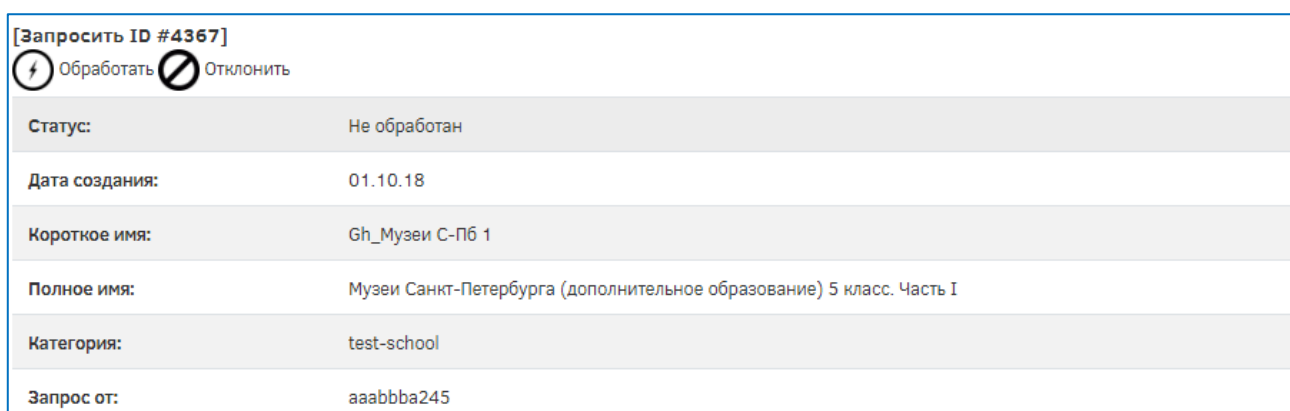 [Запросить ID #4367]
Обработать Отклонить
Статус: Не обработан
Дата создания: 01.10.18
Короткое имя: Gh_Музеи С-Пб 1
Полное имя: Музеи Санкт-Петербурга (дополнительное образование) 5 класс. Часть I
Категория: test-school
Запрос от: aaabbba245